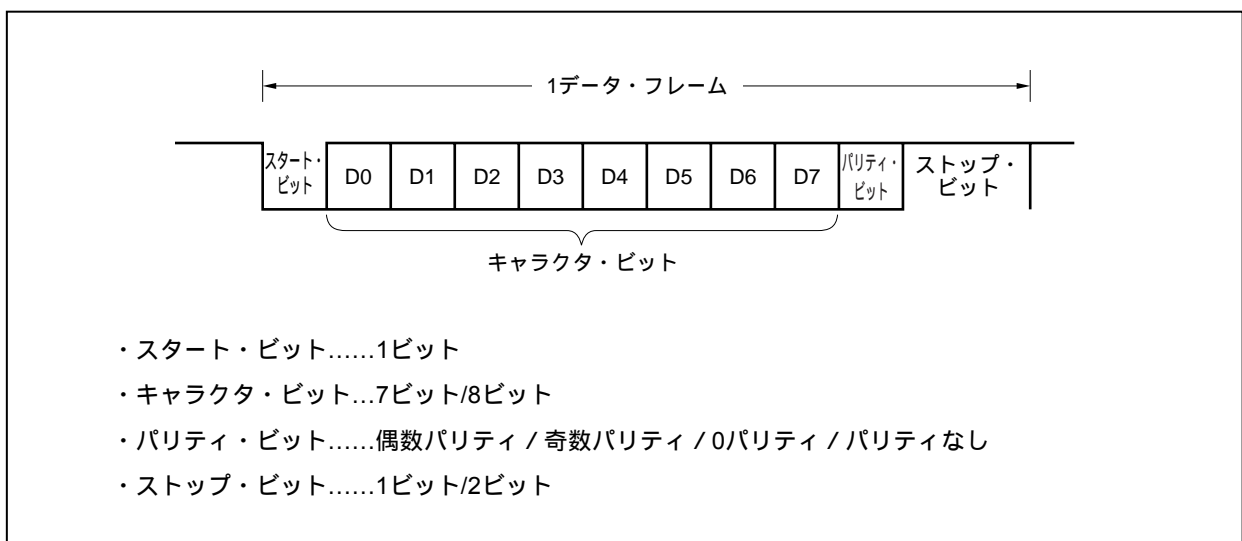 1データ・フレーム
スタート・
ビット
D0 D1 D2 D3 D4 D5 D6 D7
パリティ・
ビット
ストップ・
ビット
キャラクタ・ビット
・スタート・ビット……1ビット
・キャラクタ・ビット…7ビット/8ビット
・パリティ・ビット……偶数パリティ / 奇数パリティ / 0パリティ / パリティなし
・ストップ・ビット……1ビット/2ビット